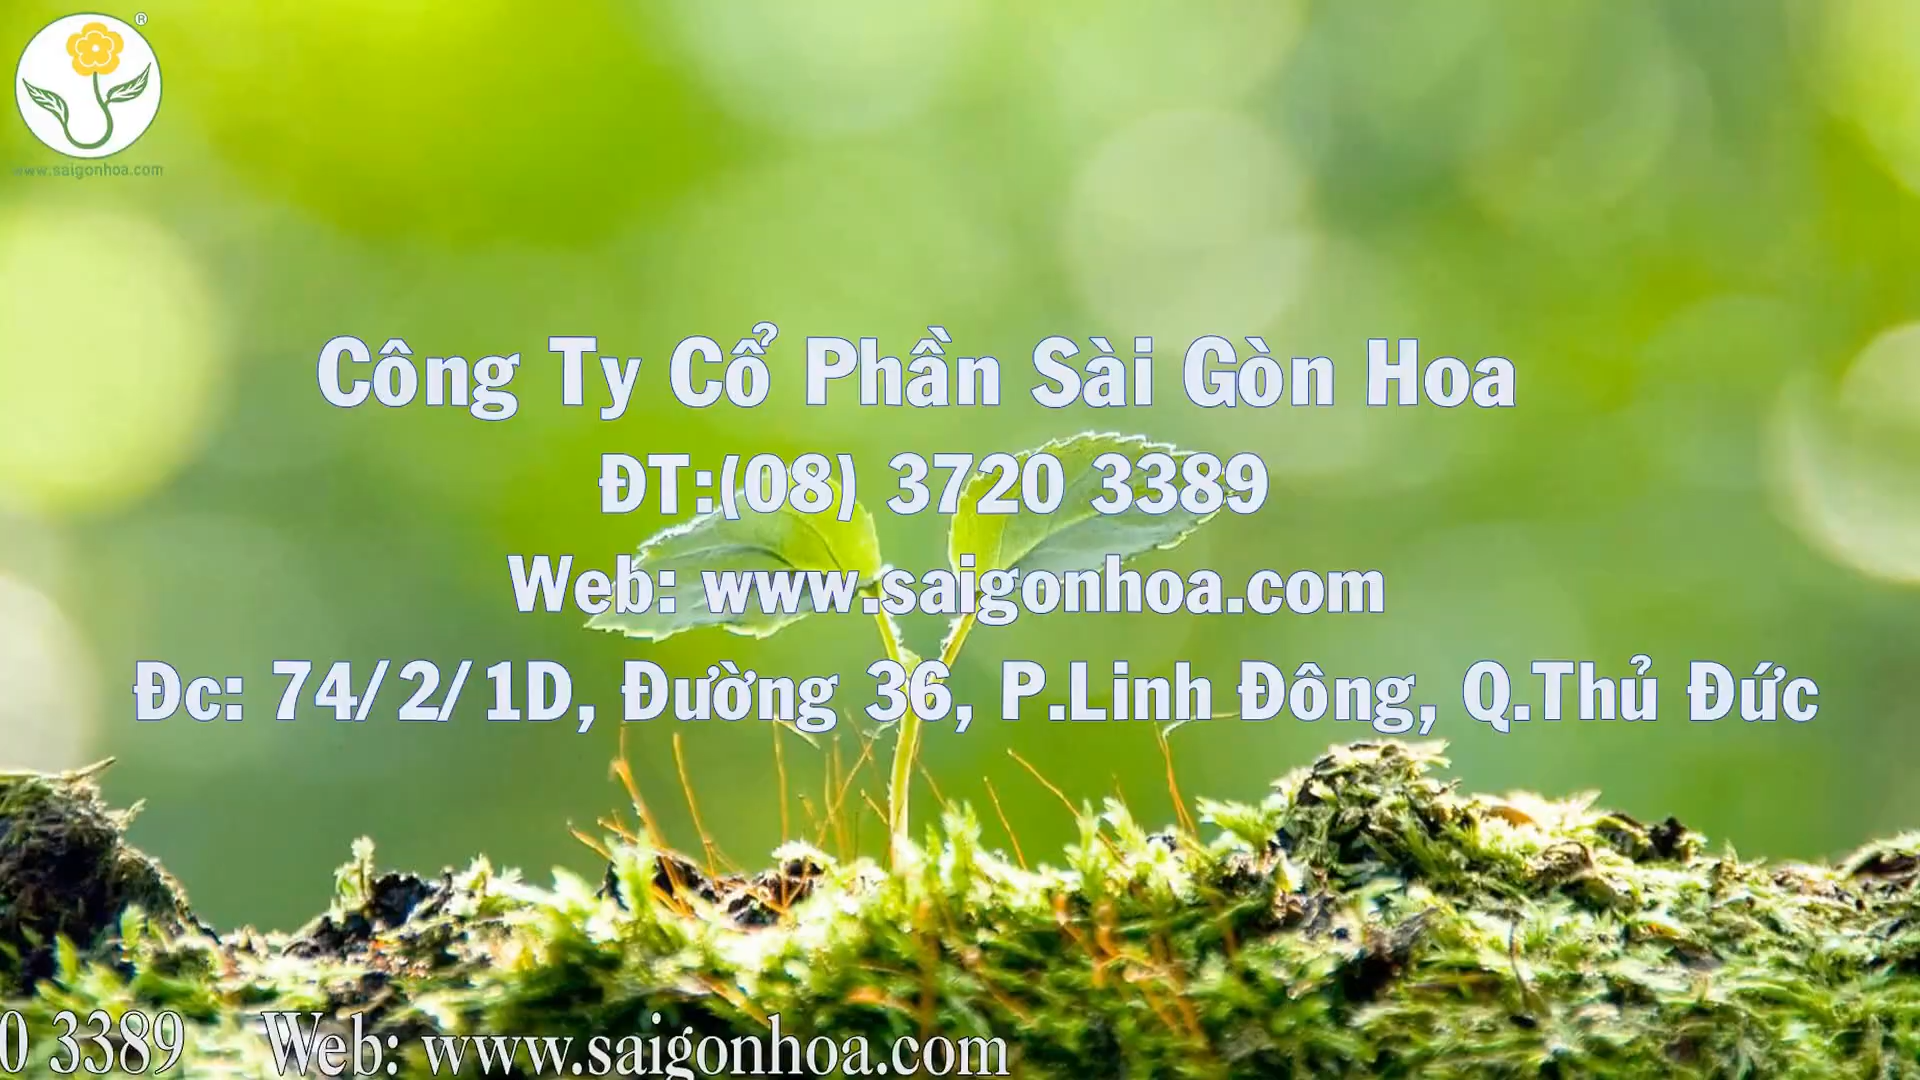 ®
www.saigonhoa.com
Công Ty Cổ Phần Sài Gòn Hoa
ĐT:(08) 3720 3389
Web: www.saigonhoa.com
Đc: 74/2/1D, Đường 36, P.Linh Đông, Q.Thủ Đức
0 3389 Web: www.saigonhoa.com